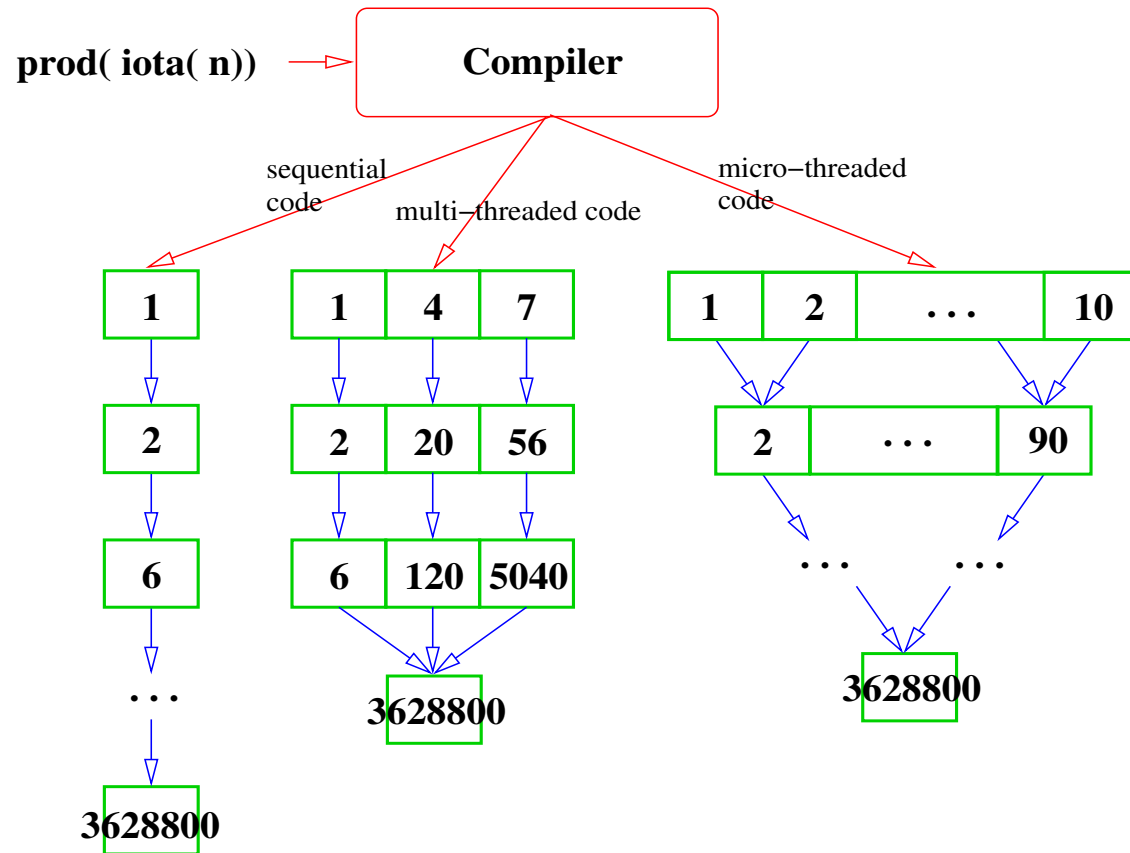 prod( iota( n))
Compiler
sequential
code
multi−threaded code
micro−threaded
code
1
1 4 7
1 2 . . . 10
2
2 20 56
2 . . . 90
6
6 120 5040
. . . . . .
3628800
3628800
. . .
3628800